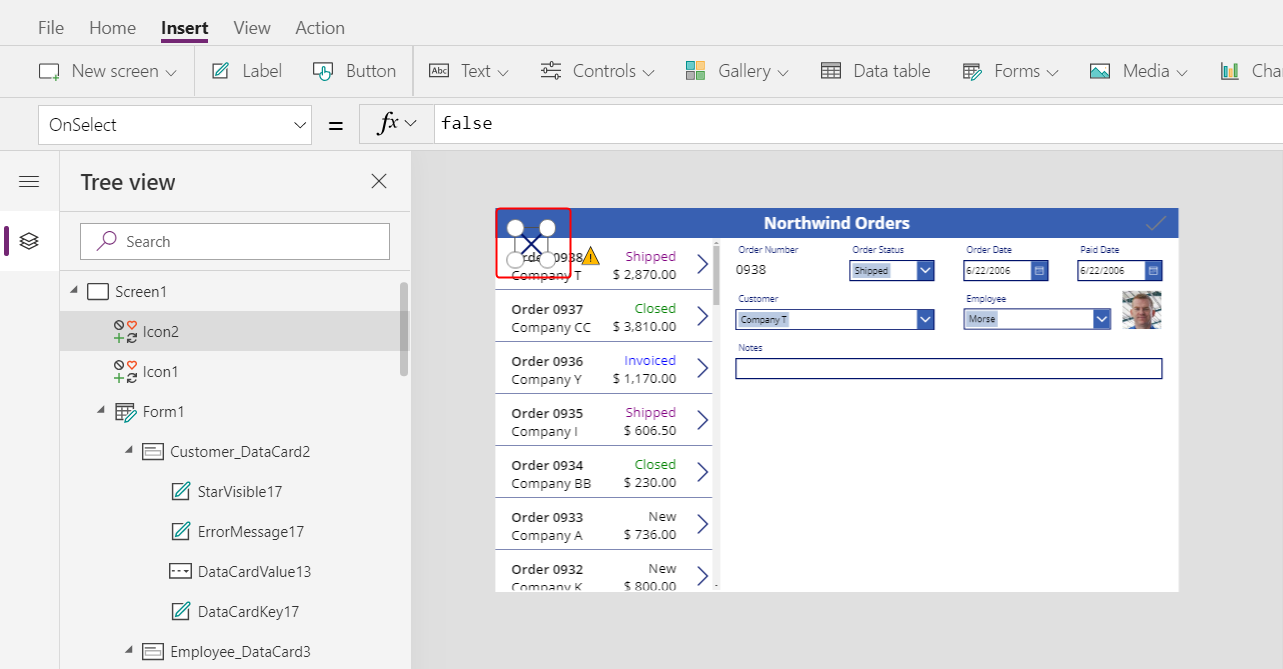 File Home Insert View Action
New screen Label Button Abc Text Controls Gallery Data table Forms Media
OnSelect = fx false
Tree view
Search
Screen1
Icon2
Icon1
Form1
Customer_DataCard2
StarVisible17
ErrorMessage17
DataCardValue13
DataCardKey17
Employee_DataCard3
Northwind Orders
Order 0938 Shipped
Company T $ 2,870.00
Order 0937 Closed
Company CC $ 3,810.00
Order 0936 Invoiced
Company Y $ 1,170.00
Order 0935 Shipped
Company I $ 606.50
Order 0934 Closed
Company BB $ 230.00
Order 0933 New
Company A $ 736.00
Order 0932 New
Company K $ 800.00
Order Number Order Status Order Date Paid Date
0938 Shipped 6/22/2006 6/22/2006
Customer Employee
Company T Morse
Notes